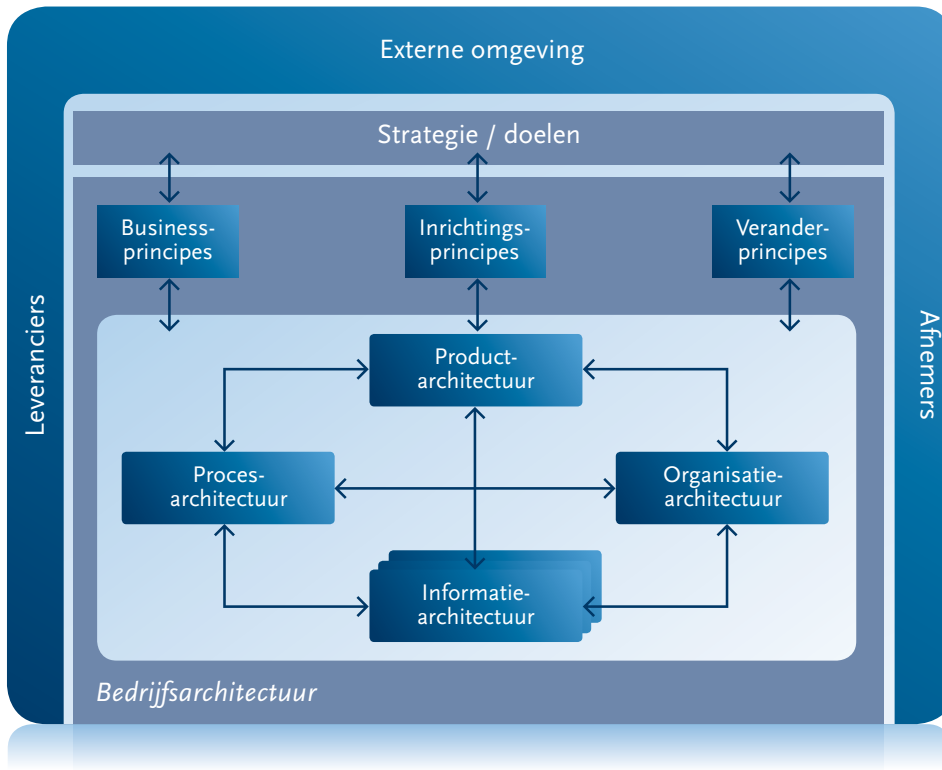 Externe omgeving
Strategie / doelen
Business-
principes
Inrichtings-
principes
Verander-
principes
Leveranciers
Afnemers
Product-
architectuur
Proces-
architectuur
Organisatie-
architectuur
Informatie-
architectuur
Bedrijfsarchitectuur